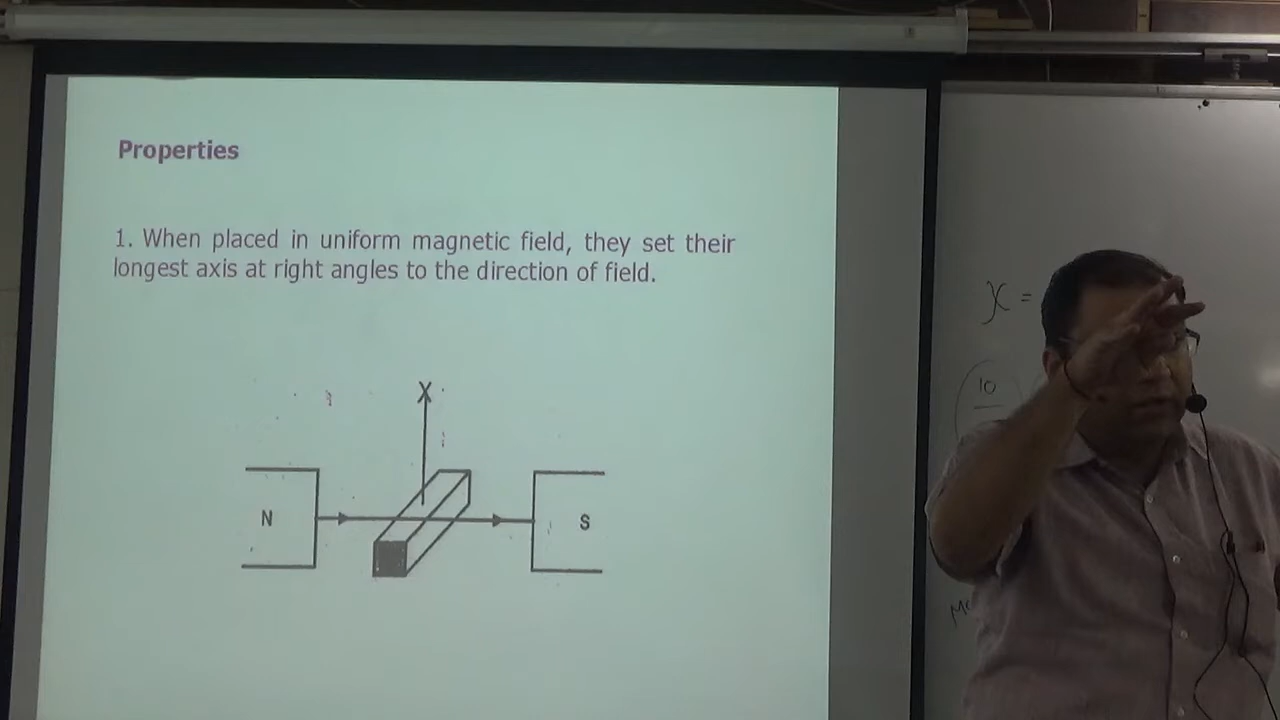 Properties
1. When placed in uniform magnetic field, they set their
longest axis at right angles to the direction of field.
X
N
S
X =
10